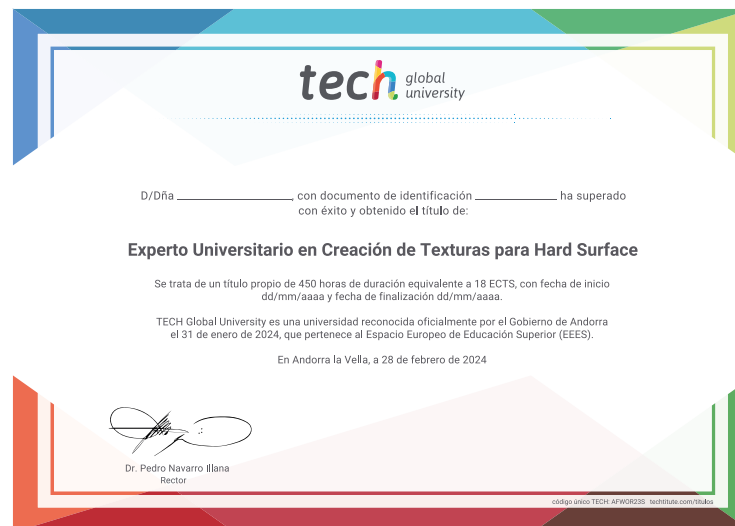 tech global
university
D/Dña ____________, con documento de identificación ____________ ha superado
con éxito y obtenido el título de:
Experto Universitario en Creación de Texturas para Hard Surface
Se trata de un título propio de 450 horas de duración equivalente a 18 ECTS, con fecha de inicio
dd/mm/aaaa y fecha de finalización dd/mm/aaaa.
TECH Global University es una universidad reconocida oficialmente por el Gobierno de Andorra
el 31 de enero de 2024, que pertenece al Espacio Europeo de Educación Superior (EEES).
En Andorra la Vella, a 28 de febrero de 2024
Dr. Pedro Navarro Illana
Rector
código único TECH: AFWOR23S techtitute.com/titulos